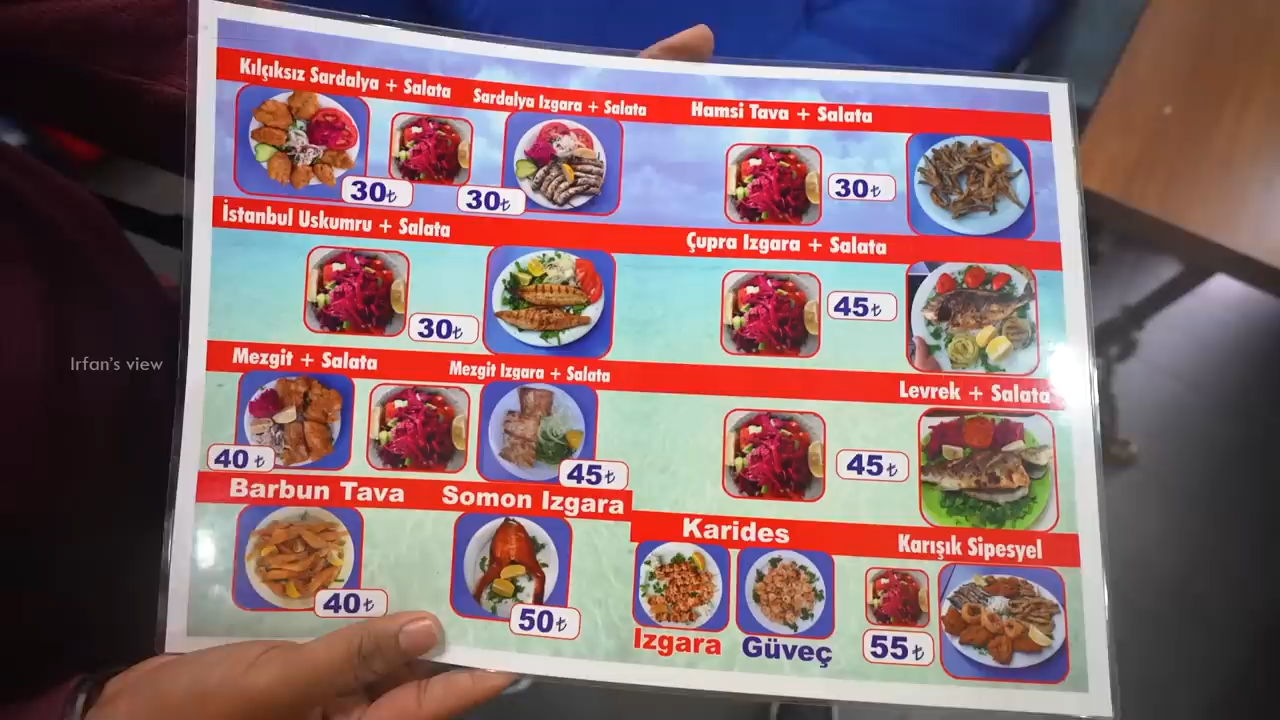 Kılçıksız Sardalya + Salata
Sardalya Izgara + Salata
Hamsi Tava + Salata
30₺
30₺
30₺
İstanbul Uskumru + Salata
Çupra Izgara + Salata
30₺
45₺
Mezgit + Salata
Mezgit Izgara + Salata
Levrek + Salata
40₺
45₺
45₺
Barbun Tava
Somon Izgara
Karides
Karışık Sipesyel
40₺
50₺
Izgara
Güveç
55₺
Irfan's view